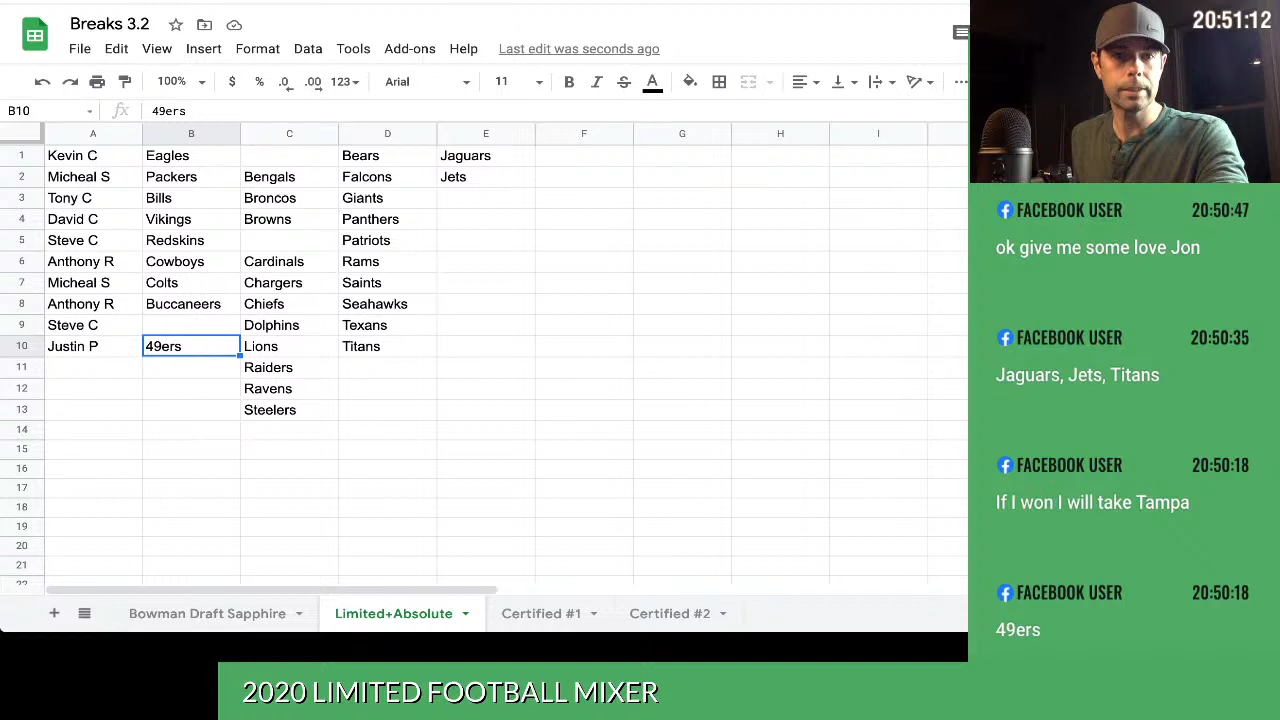 Breaks 3.2
File Edit View Insert Format Data Tools Add-ons Help Last edit was seconds ago
100% $ % .0 .00 123 Arial 11 B I S A
B10 fx 49ers
A B C D E F G H I
1 Kevin C Eagles Bears Jaguars
2 Micheal S Packers Bengals Falcons Jets
3 Tony C Bills Broncos Giants
4 David C Vikings Browns Panthers
5 Steve C Redskins Patriots
6 Anthony R Cowboys Cardinals Rams
7 Micheal S Colts Chargers Saints
8 Anthony R Buccaneers Chiefs Seahawks
9 Steve C Dolphins Texans
10 Justin P 49ers Lions Titans
11 Raiders
12 Ravens
13 Steelers
14
15
16
17
18
19
20
21
22
Bowman Draft Sapphire Limited+Absolute Certified #1 Certified #2
20:51:12
FACEBOOK USER 20:50:47
ok give me some love Jon
FACEBOOK USER 20:50:35
Jaguars, Jets, Titans
FACEBOOK USER 20:50:18
If I won I will take Tampa
FACEBOOK USER 20:50:18
49ers
2020 LIMITED FOOTBALL MIXER